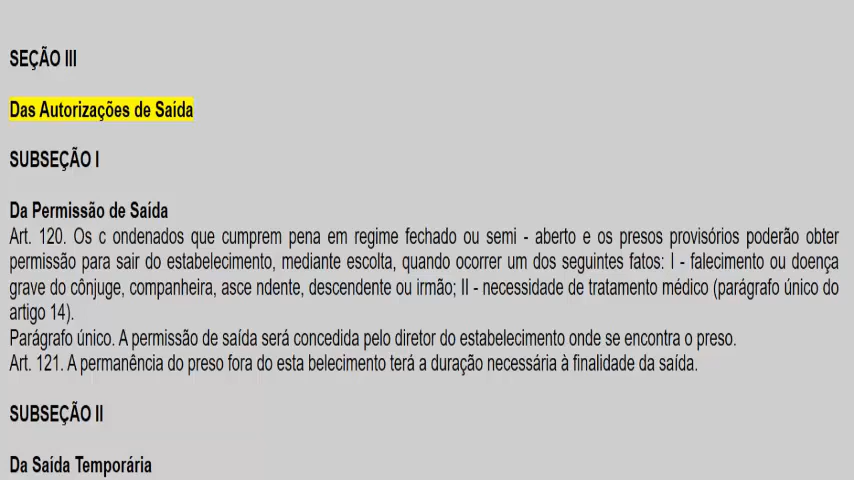 SEÇÃO III
Das Autorizações de Saída
SUBSEÇÃO I
Da Permissão de Saída
Art. 120. Os c ondenados que cumprem pena em regime fechado ou semi - aberto e os presos provisórios poderão obter
permissão para sair do estabelecimento, mediante escolta, quando ocorrer um dos seguintes fatos: I - falecimento ou doença
grave do cônjuge, companheira, asce ndente, descendente ou irmão; II - necessidade de tratamento médico (parágrafo único do
artigo 14).
Parágrafo único. A permissão de saída será concedida pelo diretor do estabelecimento onde se encontra o preso.
Art. 121. A permanência do preso fora do esta belecimento terá a duração necessária à finalidade da saída.
SUBSEÇÃO II
Da Saída Temporária